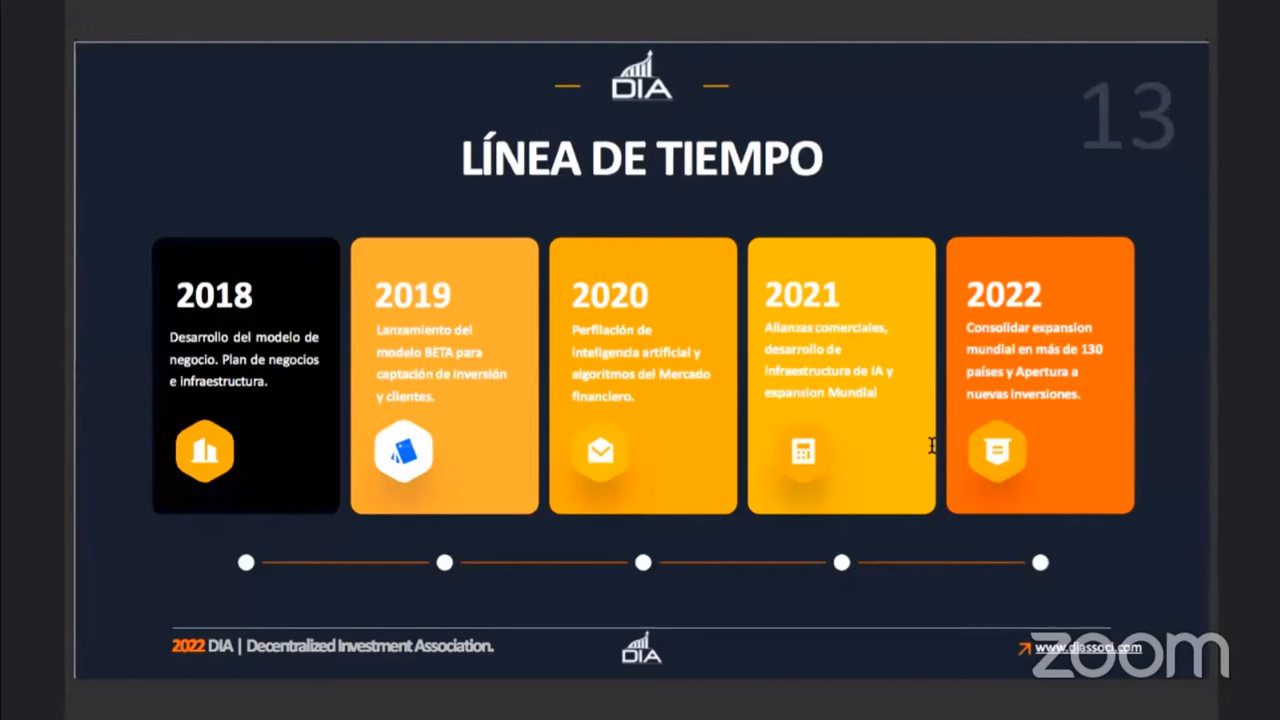 DIA
13
LÍNEA DE TIEMPO
2018
Desarrollo del modelo de
negocio. Plan de negocios
e infraestructura.
2019
Lanzamiento del
modelo BETA para
captación de inversión
y clientes.
2020
Perfilación de
Inteligencia artificial y
algoritmos del Mercado
financiero.
2021
Alianzas comerciales,
desarrollo de
infraestructura de IA y
expansion Mundial
2022
Consolidar expansion
mundial en más de 130
países y Apertura a
nuevas inversiones.
2022 DIA | Decentralized Investment Association.
DIA
www.diassoci.com
zoom